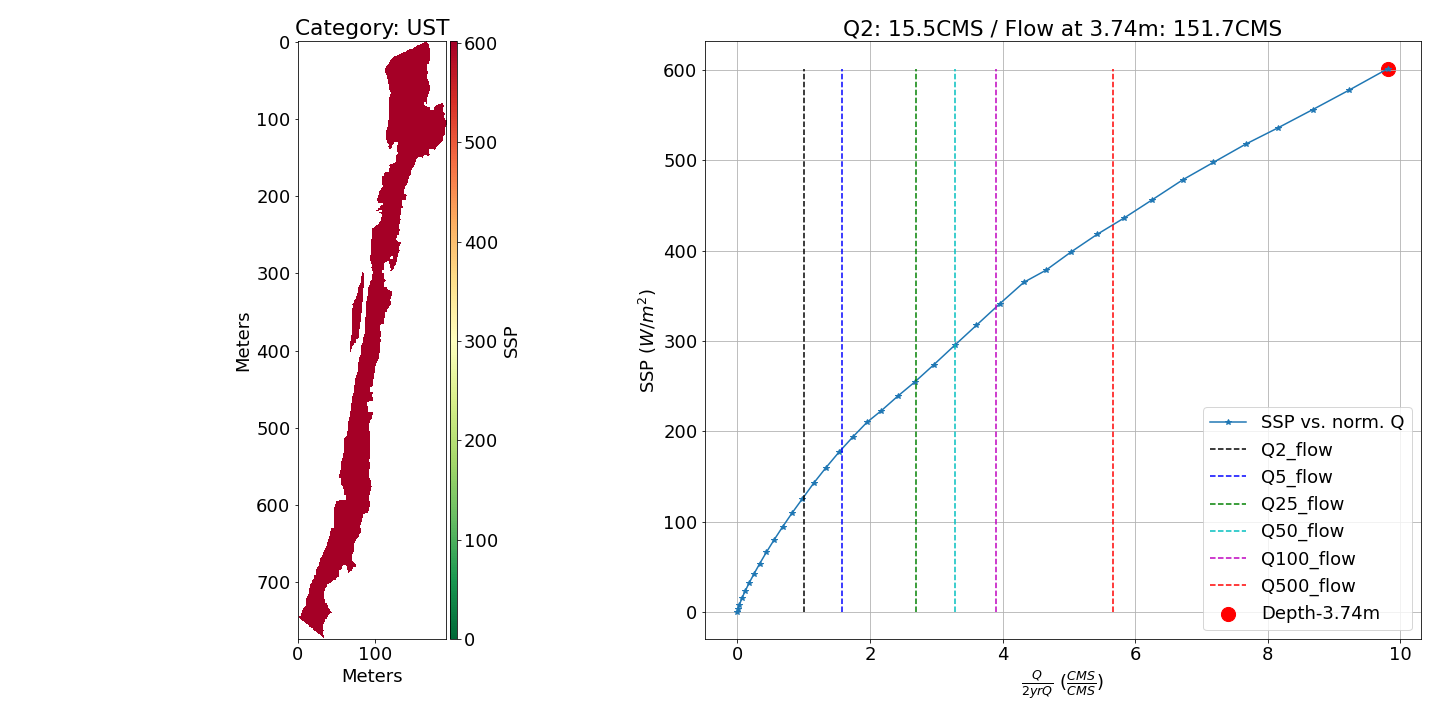 Category: UST
0
100
200
300
400
500
600
700
Meters
0
100
Meters
600
500
400
300
200
100
0
SSP
Q2: 15.5CMS / Flow at 3.74m: 151.7CMS
600
500
400
300
200
100
0
SSP (W/m²)
0
2
4
6
8
10
Q/2yrQ (CMS/CMS)
SSP vs. norm. Q
Q2_flow
Q5_flow
Q25_flow
Q50_flow
Q100_flow
Q500_flow
Depth-3.74m